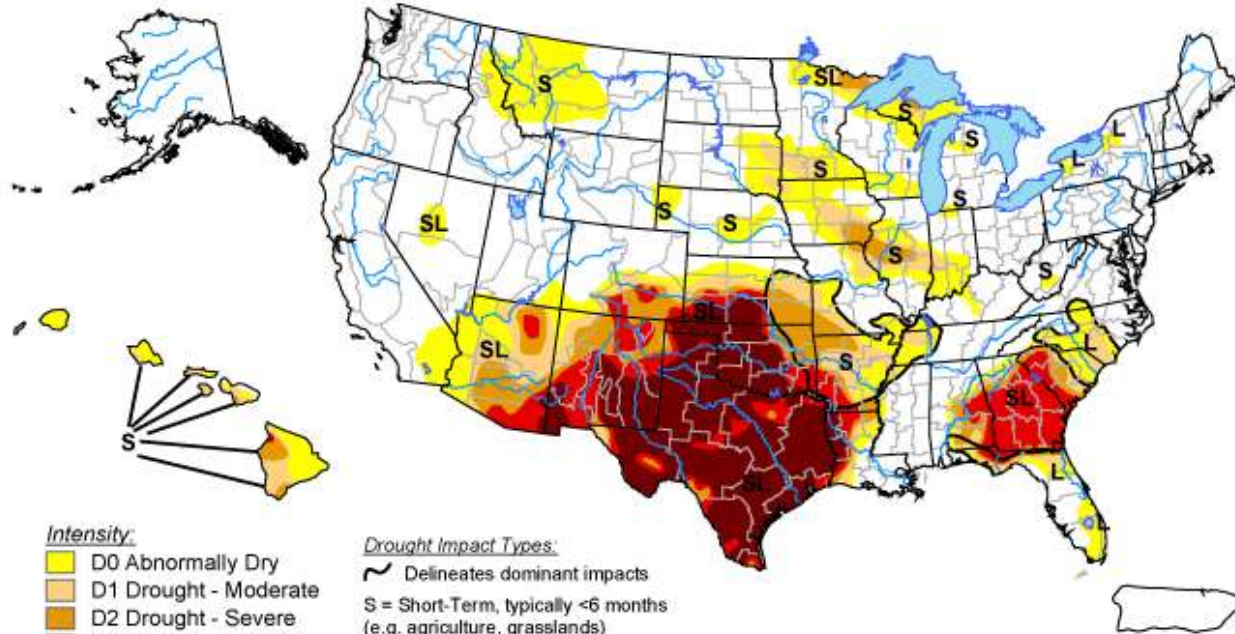 S
SL
S
L
S
L
S
S
SL
S
S
S
S
SL
SL
S
L
SL
S
SL
L
L
Intensity:
D0 Abnormally Dry
D1 Drought - Moderate
D2 Drought - Severe
Drought Impact Types:
Delineates dominant impacts
S = Short-Term, typically <6 months
(e.g. agriculture, grasslands)